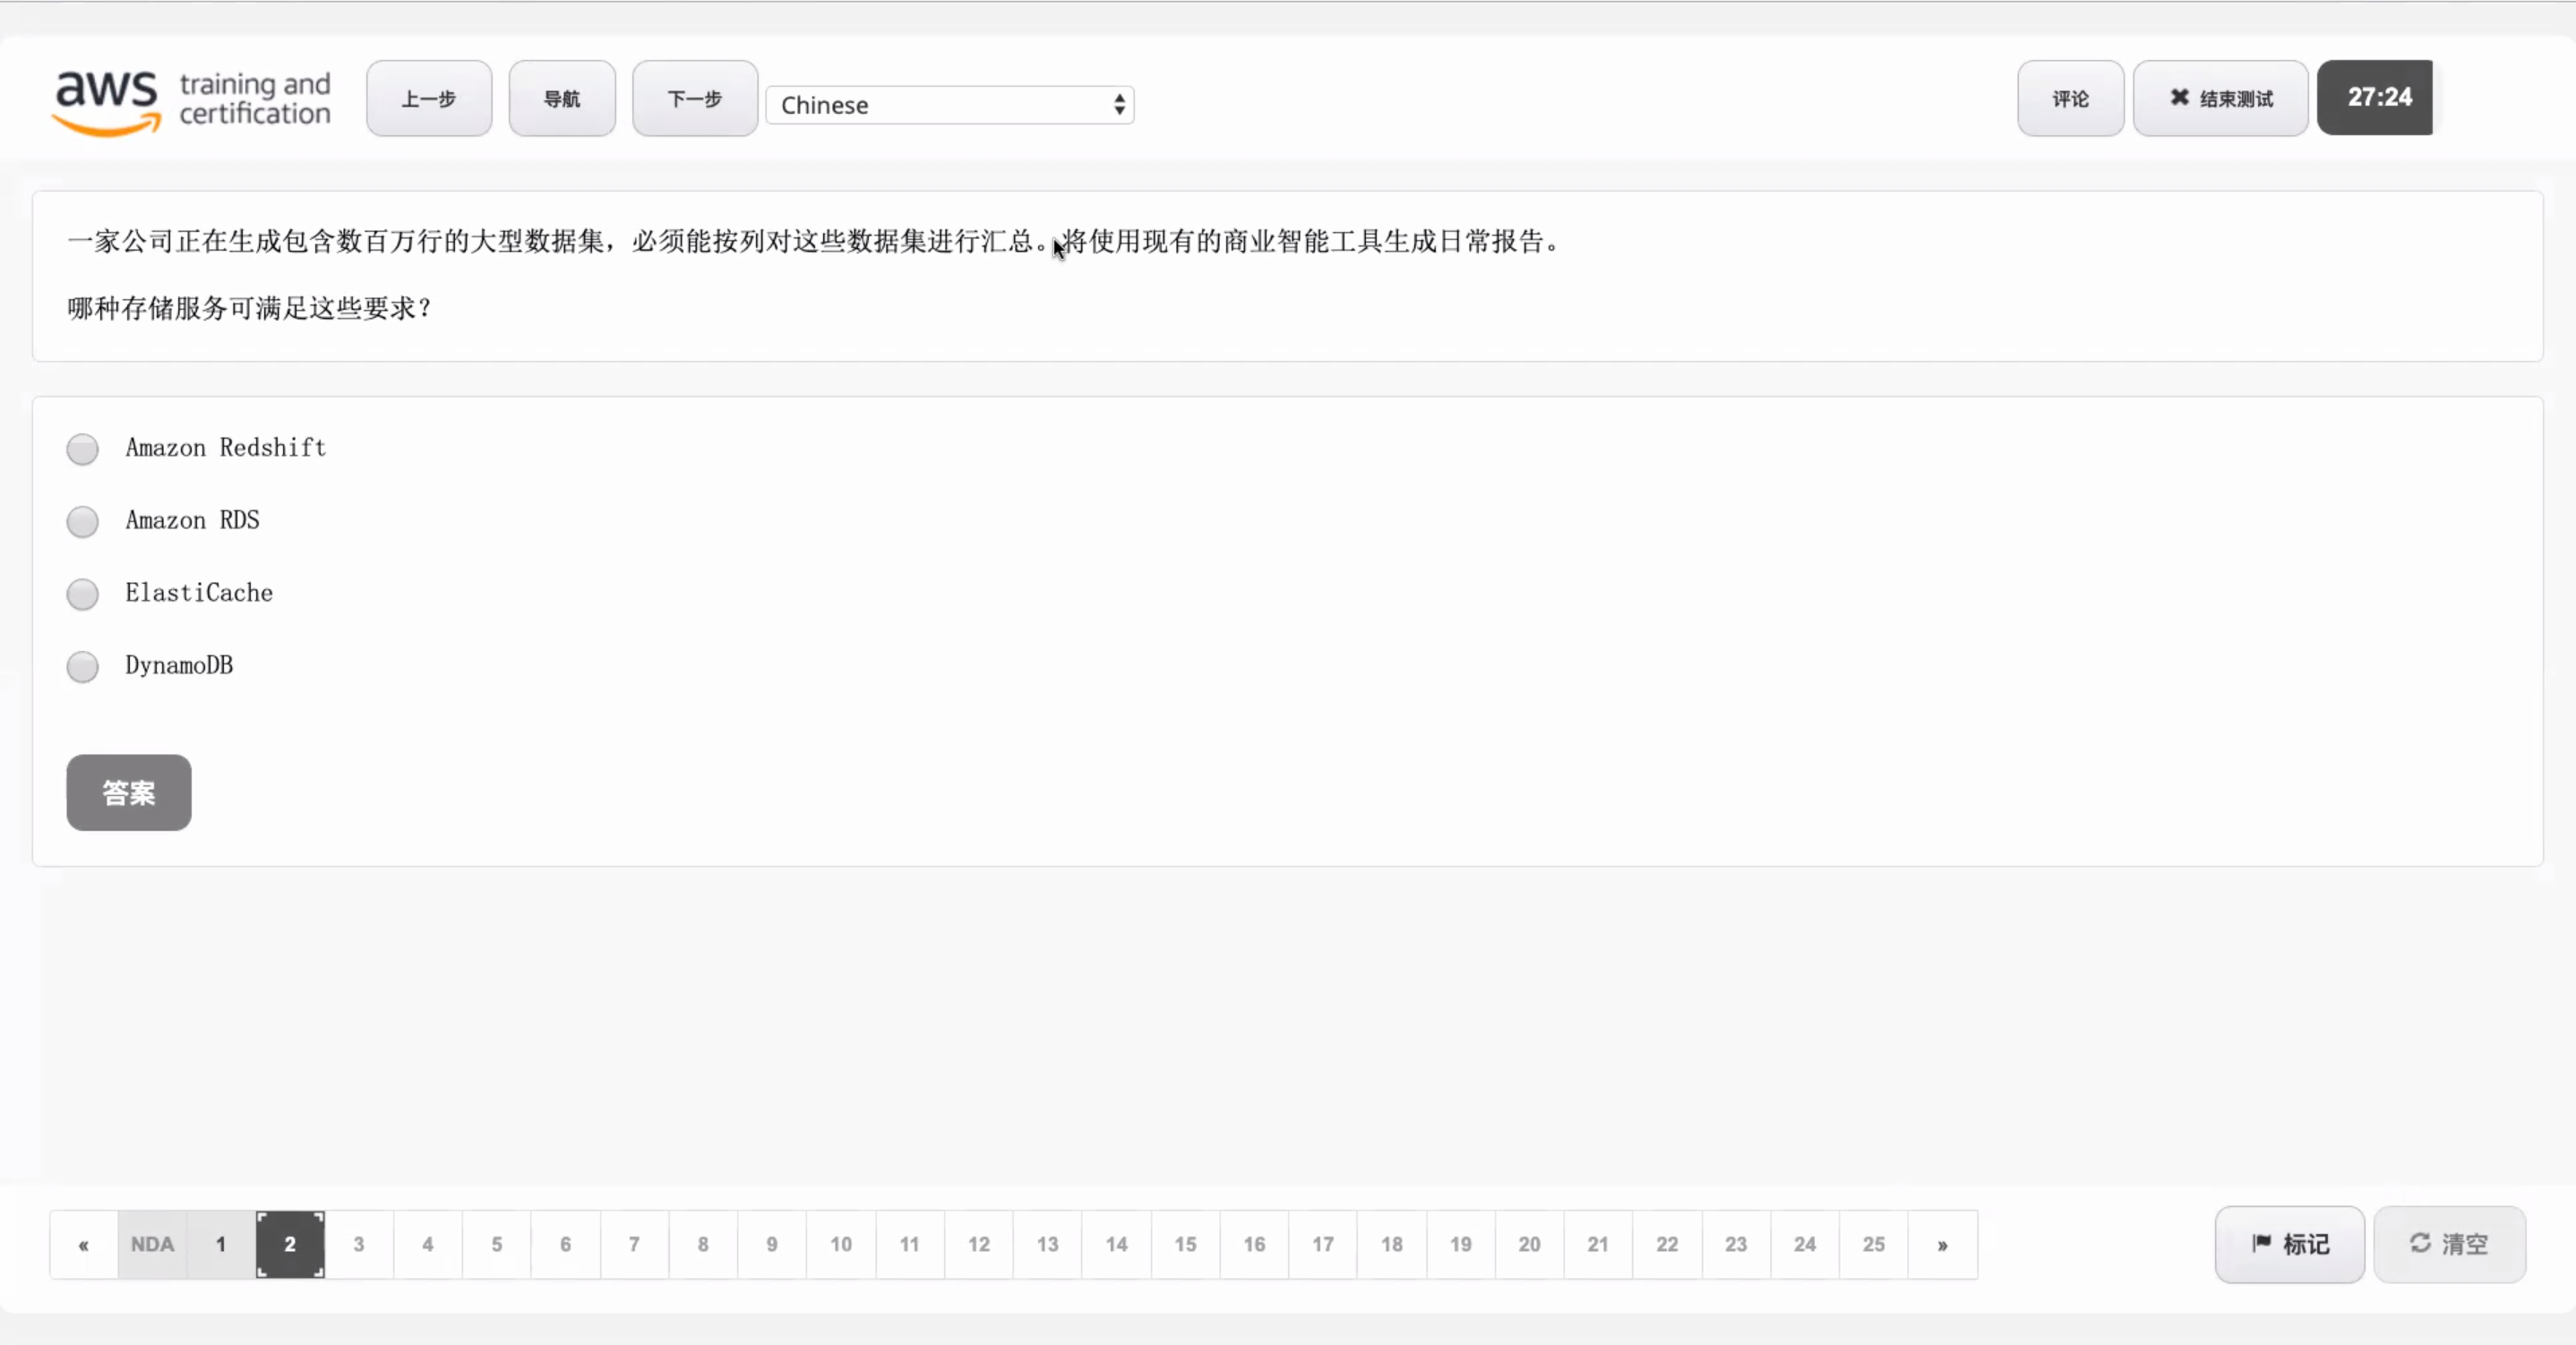 aws training and certification
上一步 导航 下一步 Chinese 评论 ✖ 结束测试 27:24
一家公司正在生成包含数百万行的大型数据集，必须能按列对这些数据集进行汇总。将使用现有的商业智能工具生成日常报告。
哪种存储服务可满足这些要求？
Amazon Redshift
Amazon RDS
ElastiCache
DynamoDB
答案
« NDA 1 2 3 4 5 6 7 8 9 10 11 12 13 14 15 16 17 18 19 20 21 22 23 24 25 » 标记 清空